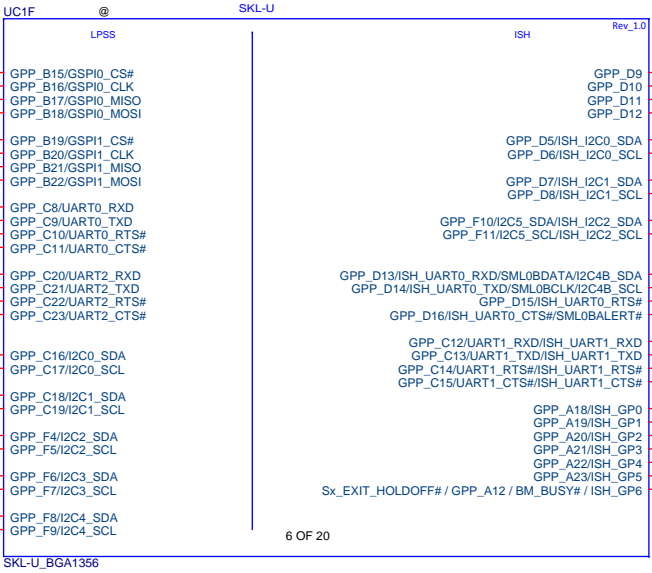 UC1F @ SKL-U
Rev_1.0
LPSS
ISH
GPP_B15/GSPI0_CS#
GPP_B16/GSPI0_CLK
GPP_B17/GSPI0_MISO
GPP_B18/GSPI0_MOSI
GPP_B19/GSPI1_CS#
GPP_B20/GSPI1_CLK
GPP_B21/GSPI1_MISO
GPP_B22/GSPI1_MOSI
GPP_C8/UART0_RXD
GPP_C9/UART0_TXD
GPP_C10/UART0_RTS#
GPP_C11/UART0_CTS#
GPP_C20/UART2_RXD
GPP_C21/UART2_TXD
GPP_C22/UART2_RTS#
GPP_C23/UART2_CTS#
GPP_C16/I2C0_SDA
GPP_C17/I2C0_SCL
GPP_C18/I2C1_SDA
GPP_C19/I2C1_SCL
GPP_F4/I2C2_SDA
GPP_F5/I2C2_SCL
GPP_F6/I2C3_SDA
GPP_F7/I2C3_SCL
GPP_F8/I2C4_SDA
GPP_F9/I2C4_SCL
GPP_D9
GPP_D10
GPP_D11
GPP_D12
GPP_D5/ISH_I2C0_SDA
GPP_D6/ISH_I2C0_SCL
GPP_D7/ISH_I2C1_SDA
GPP_D8/ISH_I2C1_SCL
GPP_F10/I2C5_SDA/ISH_I2C2_SDA
GPP_F11/I2C5_SCL/ISH_I2C2_SCL
GPP_D13/ISH_UART0_RXD/SML0BDATA/I2C4B_SDA
GPP_D14/ISH_UART0_TXD/SML0BCLK/I2C4B_SCL
GPP_D15/ISH_UART0_RTS#
GPP_D16/ISH_UART0_CTS#/SML0BALERT#
GPP_C12/UART1_RXD/ISH_UART1_RXD
GPP_C13/UART1_TXD/ISH_UART1_TXD
GPP_C14/UART1_RTS#/ISH_UART1_RTS#
GPP_C15/UART1_CTS#/ISH_UART1_CTS#
GPP_A18/ISH_GP0
GPP_A19/ISH_GP1
GPP_A20/ISH_GP2
GPP_A21/ISH_GP3
GPP_A22/ISH_GP4
GPP_A23/ISH_GP5
Sx_EXIT_HOLDOFF# / GPP_A12 / BM_BUSY# / ISH_GP6
6 OF 20
SKL-U_BGA1356